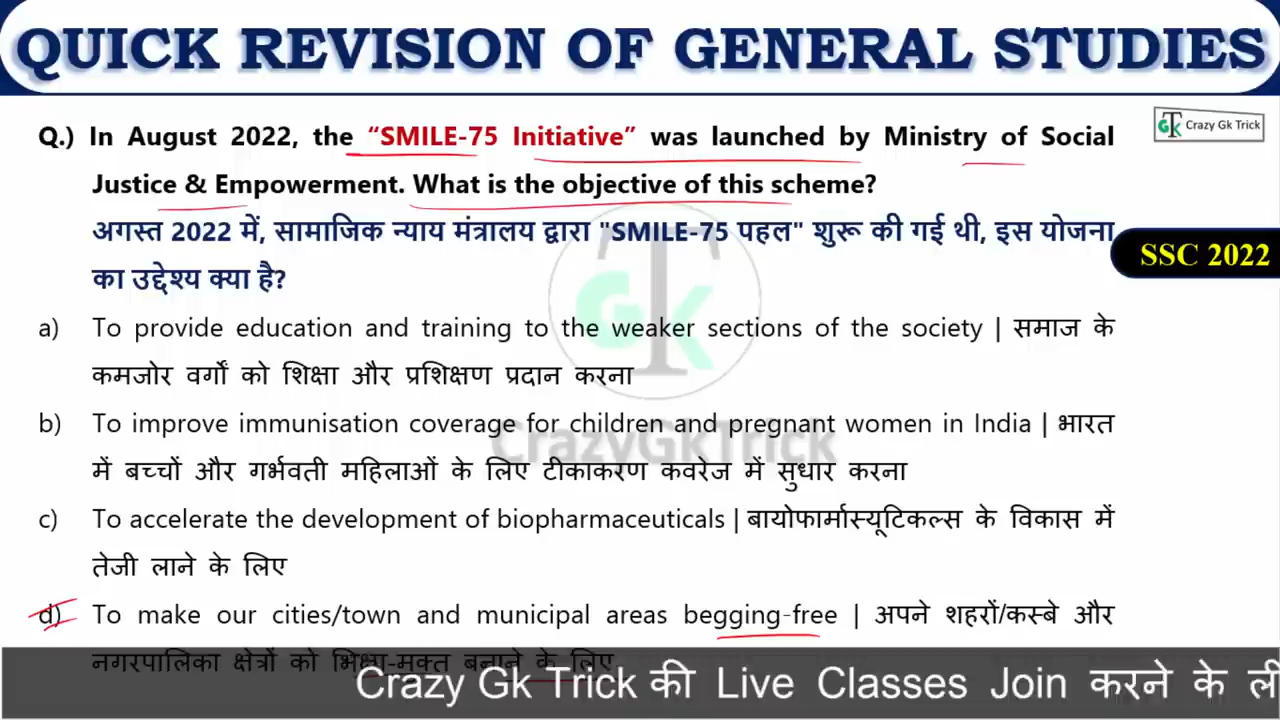 QUICK REVISION OF GENERAL STUDIES
Crazy Gk Trick
Q.) In August 2022, the “SMILE-75 Initiative” was launched by Ministry of Social
Justice & Empowerment. What is the objective of this scheme?
अगस्त 2022 में, सामाजिक न्याय मंत्रालय द्वारा "SMILE-75 पहल" शुरू की गई थी, इस योजना
का उद्देश्य क्या है?
SSC 2022
a) To provide education and training to the weaker sections of the society | समाज के
कमजोर वर्गों को शिक्षा और प्रशिक्षण प्रदान करना
b) To improve immunisation coverage for children and pregnant women in India | भारत
में बच्चों और गर्भवती महिलाओं के लिए टीकाकरण कवरेज में सुधार करना
CrazyGkTrick
c) To accelerate the development of biopharmaceuticals | बायोफार्मास्यूटिकल्स के विकास में
तेजी लाने के लिए
d) To make our cities/town and municipal areas begging-free | अपने शहरों/कस्बे और
नगरपालिका क्षेत्रों को भिक्षा-मुक्त बनाने के लिए
Crazy Gk Trick की Live Classes Join करने के ली